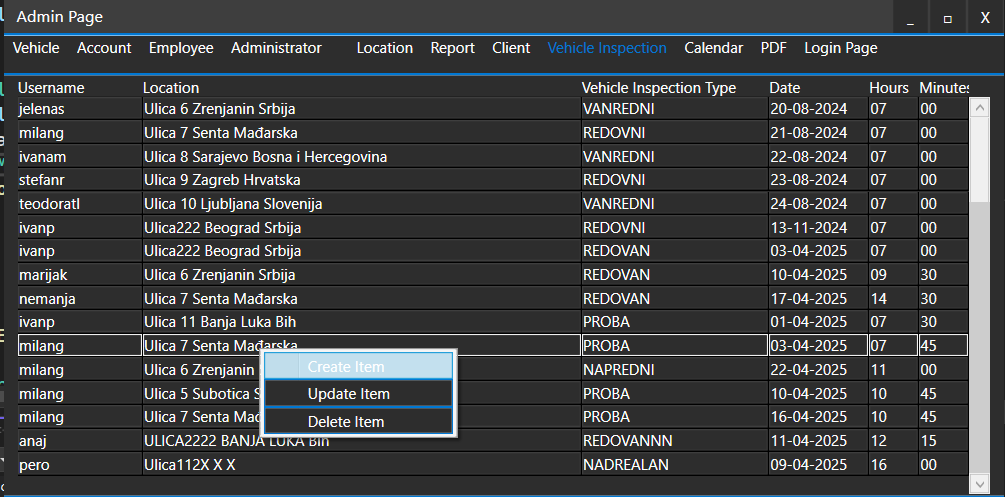 Admin Page
Vehicle Account Employee Administrator Location Report Client Vehicle Inspection Calendar PDF Login Page
Username Location Vehicle Inspection Type Date Hours Minutes
jelenas Ulica 6 Zrenjanin Srbija VANREDNI 20-08-2024 07 00
milang Ulica 7 Senta Mađarska REDOVNI 21-08-2024 07 00
ivanam Ulica 8 Sarajevo Bosna i Hercegovina VANREDNI 22-08-2024 07 00
stefanr Ulica 9 Zagreb Hrvatska REDOVNI 23-08-2024 07 00
teodoratl Ulica 10 Ljubljana Slovenija VANREDNI 24-08-2024 07 00
ivanp Ulica222 Beograd Srbija REDOVNI 13-11-2024 07 00
ivanp Ulica222 Beograd Srbija REDOVAN 03-04-2025 07 00
marijak Ulica 6 Zrenjanin Srbija REDOVAN 10-04-2025 09 30
nemanja Ulica 7 Senta Mađarska REDOVAN 17-04-2025 14 30
ivanp Ulica 11 Banja Luka Bih PROBA 01-04-2025 07 30
milang Ulica 7 Senta Mađarska PROBA 03-04-2025 07 45
milang Ulica 6 Zrenjanin NAPREDNI 22-04-2025 11 00
milang Ulica 5 Subotica S PROBA 10-04-2025 10 45
milang Ulica 7 Senta Mađ PROBA 16-04-2025 10 45
anaj ULICA2222 BANJA LUKA Bih REDOVANNN 11-04-2025 12 15
pero Ulica112X X X NADREALAN 09-04-2025 16 00
Create Item
Update Item
Delete Item